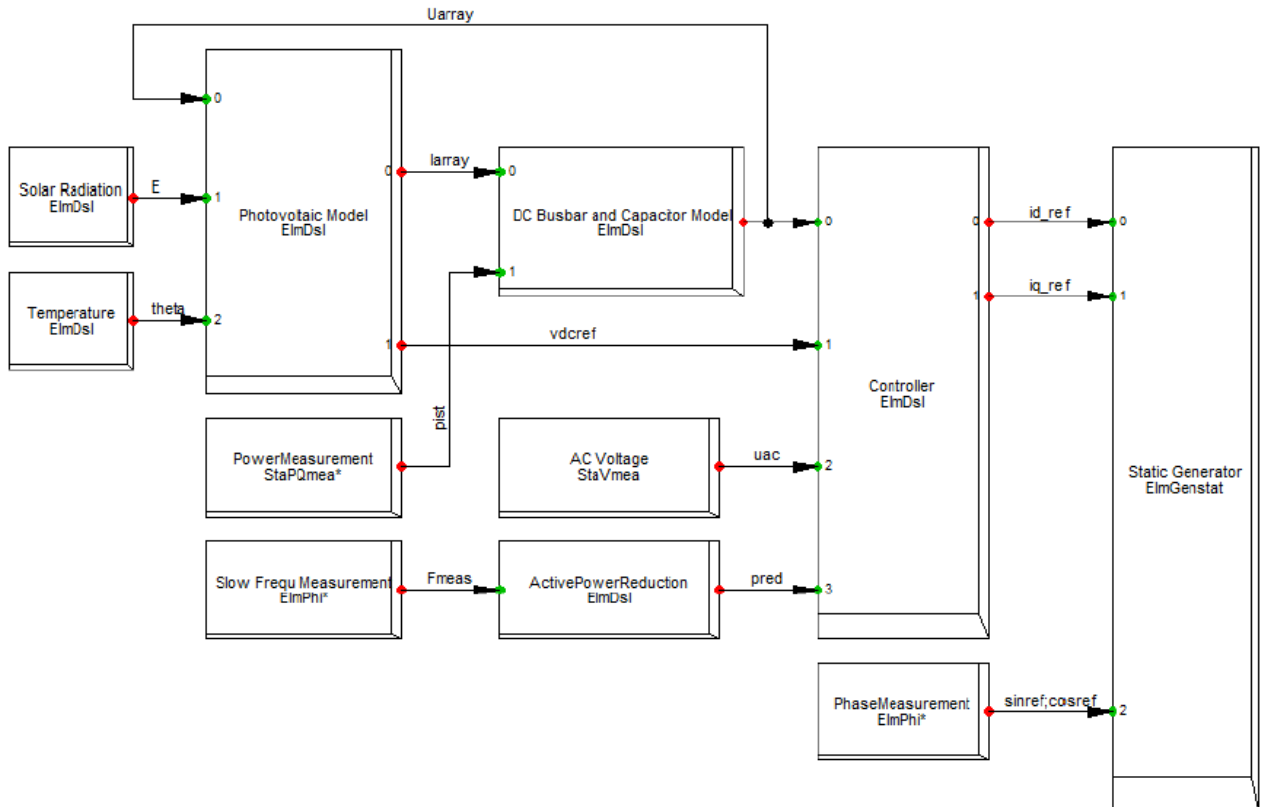 Uarray
0
Solar Radiation
ElmDsl
E
1
Temperature
ElmDsl
theta
2
Photovoltaic Model
ElmDsl
0
Iarray
0
DC Busbar and Capacitor Model
ElmDsl
1
1
vdcref
pist
PowerMeasurement
StaPQmea*
AC Voltage
StaVmea
uac
Slow Frequ Measurement
ElmPhi*
Fmeas
ActivePowerReduction
ElmDsl
pred
0
1
2
3
Controller
ElmDsl
0
id_ref
0
1
iq_ref
1
Static Generator
ElmGenstat
PhaseMeasurement
ElmPhi*
sinref;cosref
2